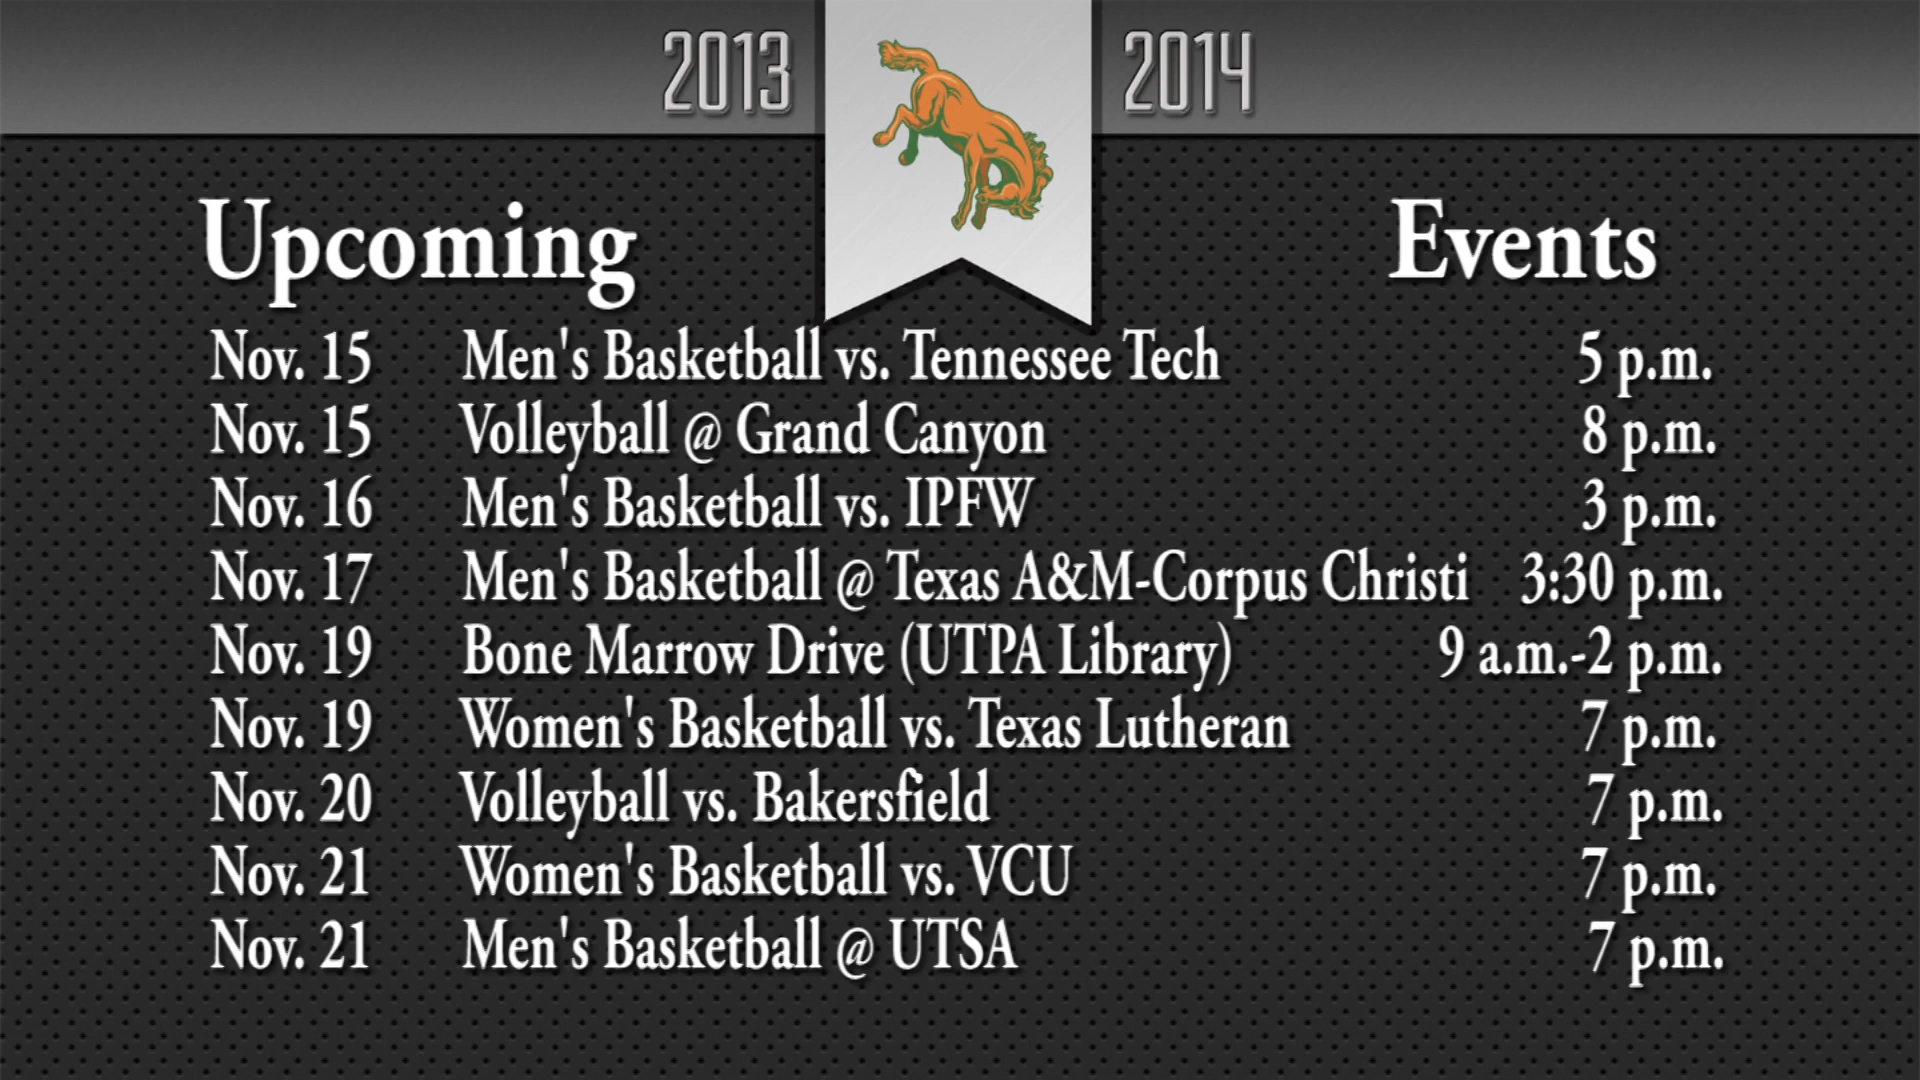 2013 2014
Upcoming Events
Nov. 15 Men's Basketball vs. Tennessee Tech 5 p.m.
Nov. 15 Volleyball @ Grand Canyon 8 p.m.
Nov. 16 Men's Basketball vs. IPFW 3 p.m.
Nov. 17 Men's Basketball @ Texas A&M-Corpus Christi 3:30 p.m.
Nov. 19 Bone Marrow Drive (UTPA Library) 9 a.m.-2 p.m.
Nov. 19 Women's Basketball vs. Texas Lutheran 7 p.m.
Nov. 20 Volleyball vs. Bakersfield 7 p.m.
Nov. 21 Women's Basketball vs. VCU 7 p.m.
Nov. 21 Men's Basketball @ UTSA 7 p.m.